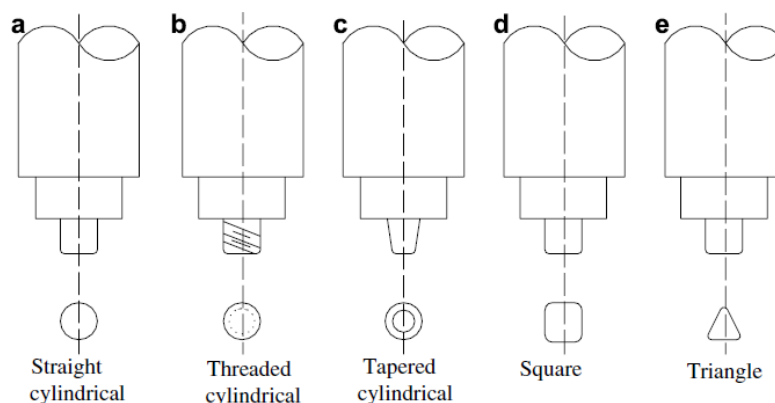 a
b
c
d
e
Straight
cylindrical
Threaded
cylindrical
Tapered
cylindrical
Square
Triangle